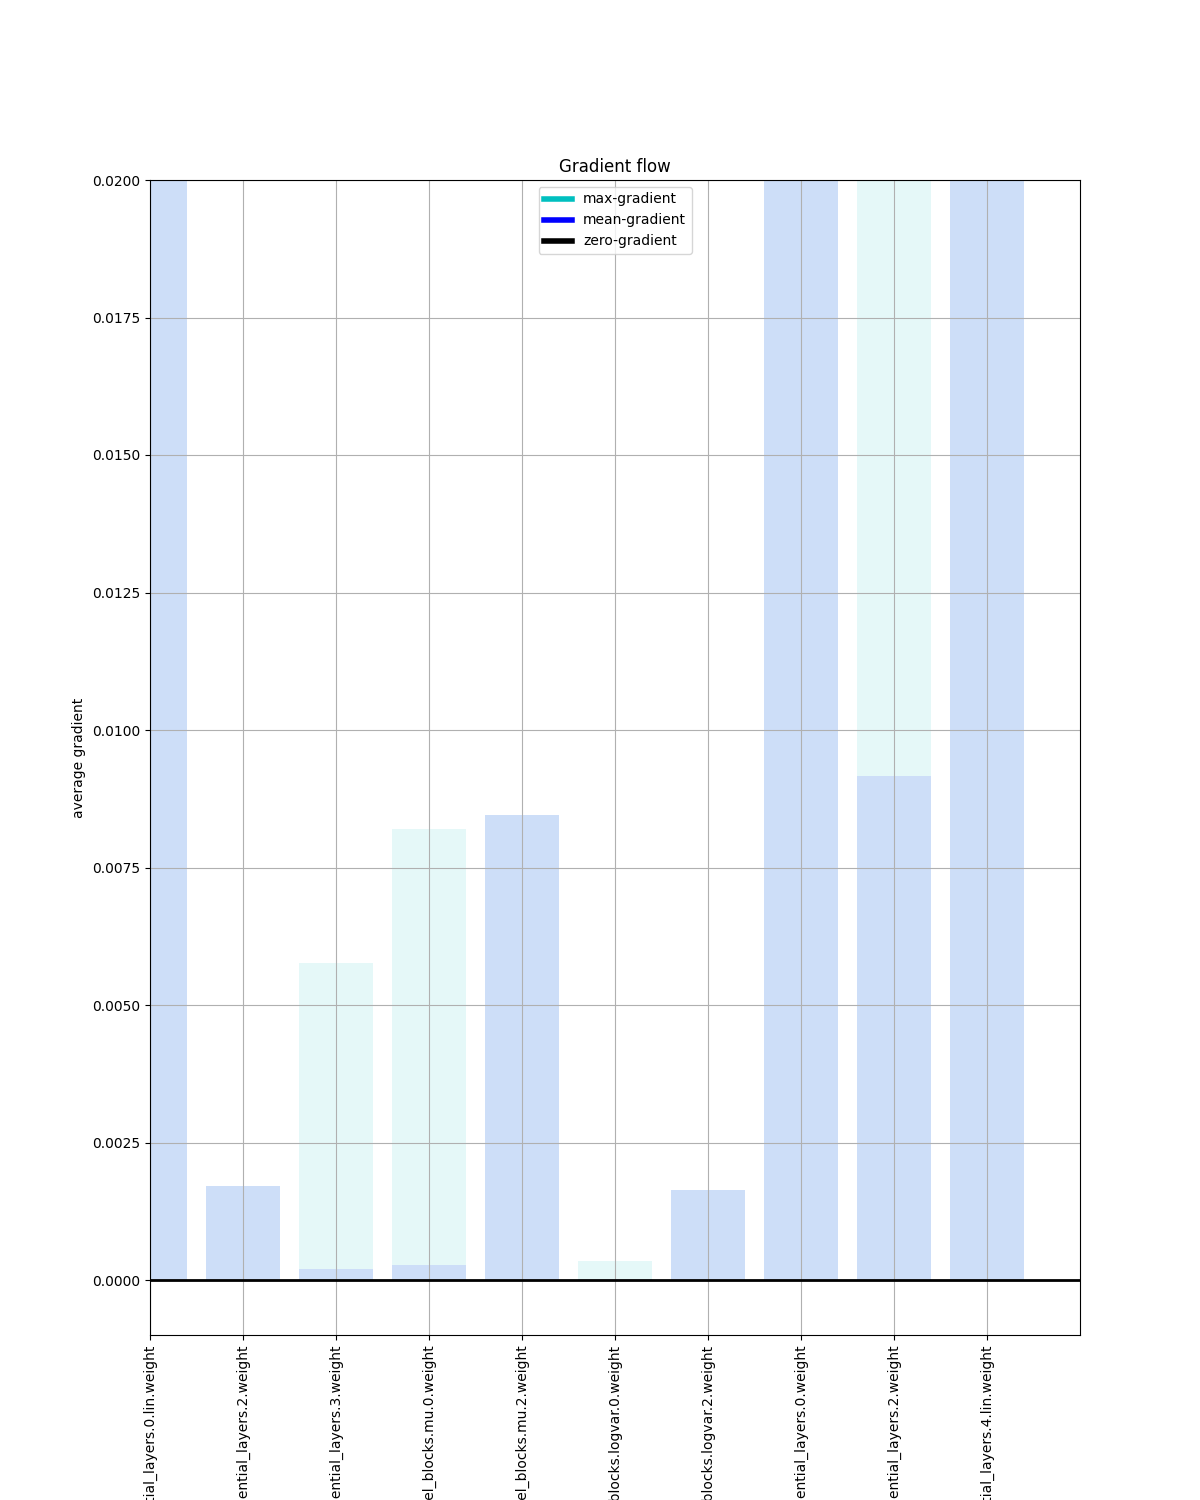 Gradient flow
max-gradient
mean-gradient
zero-gradient
0.0200
0.0175
0.0150
0.0125
0.0100
0.0075
0.0050
0.0025
0.0000
average gradient
tial_layers.0.lin.weight
ential_layers.2.weight
ential_layers.3.weight
el_blocks.mu.0.weight
el_blocks.mu.2.weight
blocks.logvar.0.weight
blocks.logvar.2.weight
ential_layers.0.weight
ential_layers.2.weight
tial_layers.4.lin.weight